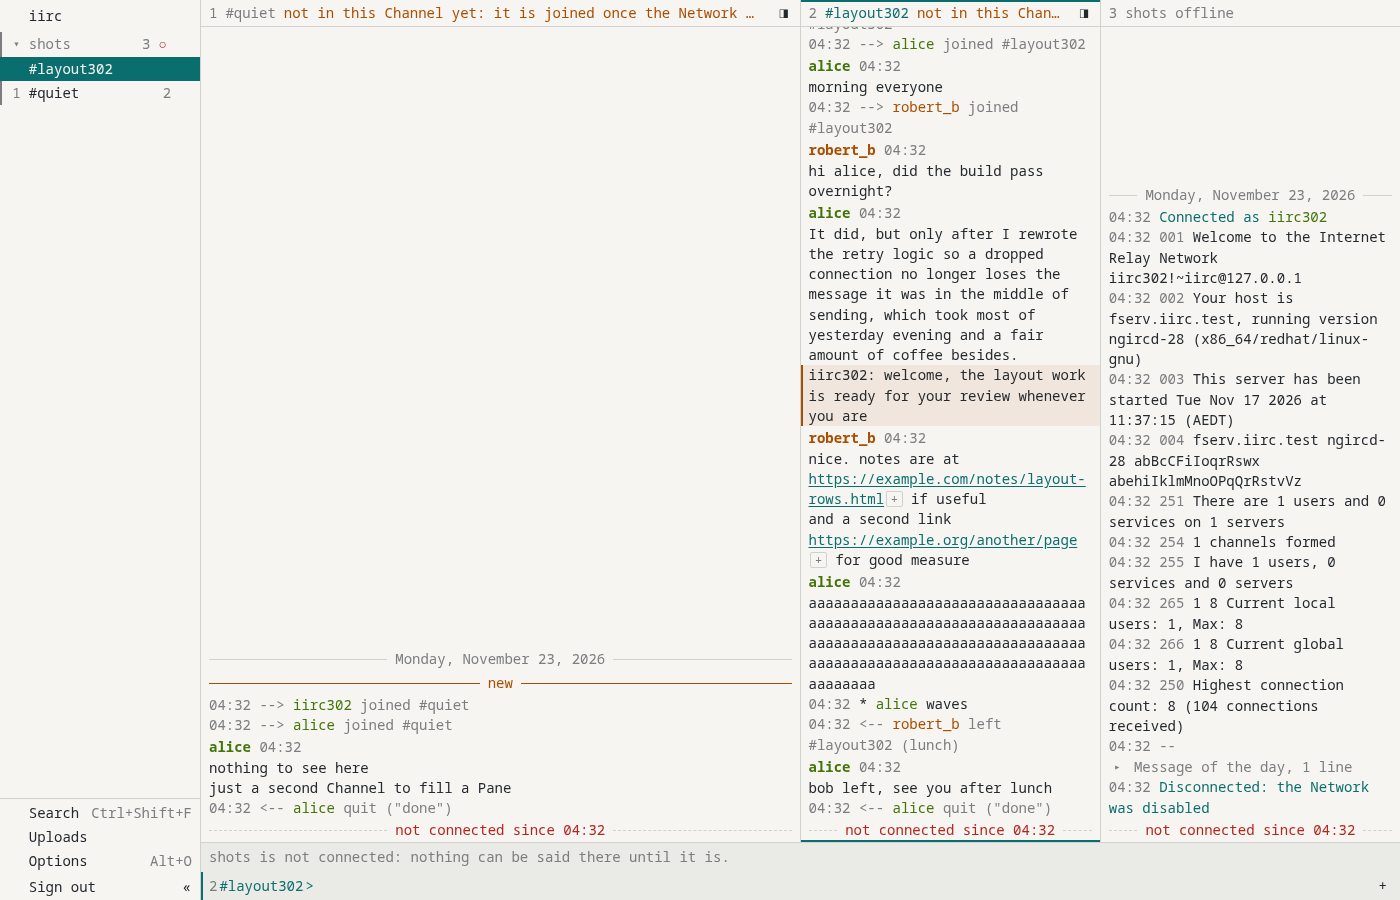 iirc
▾ shots 3 ○
#layout302
1 #quiet 2
Search Ctrl+Shift+F
Uploads
Options Alt+O
Sign out «
1 #quiet not in this Channel yet: it is joined once the Network …
Monday, November 23, 2026
new
04:32 --> iirc302 joined #quiet
04:32 --> alice joined #quiet
alice 04:32
nothing to see here
just a second Channel to fill a Pane
04:32 <-- alice quit ("done")
not connected since 04:32
2 #layout302 not in this Chan…
#layout302
04:32 --> alice joined #layout302
alice 04:32
morning everyone
04:32 --> robert_b joined
#layout302
robert_b 04:32
hi alice, did the build pass
overnight?
alice 04:32
It did, but only after I rewrote
the retry logic so a dropped
connection no longer loses the
message it was in the middle of
sending, which took most of
yesterday evening and a fair
amount of coffee besides.
iirc302: welcome, the layout work
is ready for your review whenever
you are
robert_b 04:32
nice. notes are at
https://example.com/notes/layout-
rows.html + if useful
and a second link
https://example.org/another/page
+ for good measure
alice 04:32
aaaaaaaaaaaaaaaaaaaaaaaaaaaaaaaaa
aaaaaaaaaaaaaaaaaaaaaaaaaaaaaaaaa
aaaaaaaaaaaaaaaaaaaaaaaaaaaaaaaaa
aaaaaaaaaaaaaaaaaaaaaaaaaaaaaaaaa
aaaaaaaa
04:32 * alice waves
04:32 <-- robert_b left
#layout302 (lunch)
alice 04:32
bob left, see you after lunch
04:32 <-- alice quit ("done")
not connected since 04:32
3 shots offline
Monday, November 23, 2026
04:32 Connected as iirc302
04:32 001 Welcome to the Internet
Relay Network
iirc302!~iirc@127.0.0.1
04:32 002 Your host is
fserv.iirc.test, running version
ngircd-28 (x86_64/redhat/linux-
gnu)
04:32 003 This server has been
started Tue Nov 17 2026 at
11:37:15 (AEDT)
04:32 004 fserv.iirc.test ngircd-
28 abBcCFiIoqrRswx
abehiIklmMnoOPqQrRstvVz
04:32 251 There are 1 users and 0
services on 1 servers
04:32 254 1 channels formed
04:32 255 I have 1 users, 0
services and 0 servers
04:32 265 1 8 Current local
users: 1, Max: 8
04:32 266 1 8 Current global
users: 1, Max: 8
04:32 250 Highest connection
count: 8 (104 connections
received)
04:32 --
▸ Message of the day, 1 line
04:32 Disconnected: the Network
was disabled
not connected since 04:32
shots is not connected: nothing can be said there until it is.
2 #layout302> +